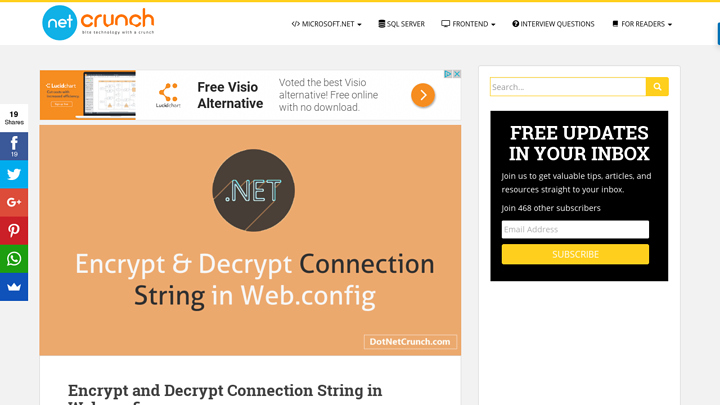 net crunch
bite technology with a crunch
</> MICROSOFT.NET
SQL SERVER
FRONTEND
INTERVIEW QUESTIONS
FOR READERS
19
Shares
19
Lucidchart
Lucidchart
Free Visio
Alternative
Voted the best Visio
alternative! Free online
with no download.
.NET
Encrypt & Decrypt Connection
String in Web.config
DotNetCrunch.com
Encrypt and Decrypt Connection String in
Search...
FREE UPDATES
IN YOUR INBOX
Join us to get valuable tips, articles, and
resources straight to your inbox.
Join 468 other subscribers
Email Address
SUBSCRIBE